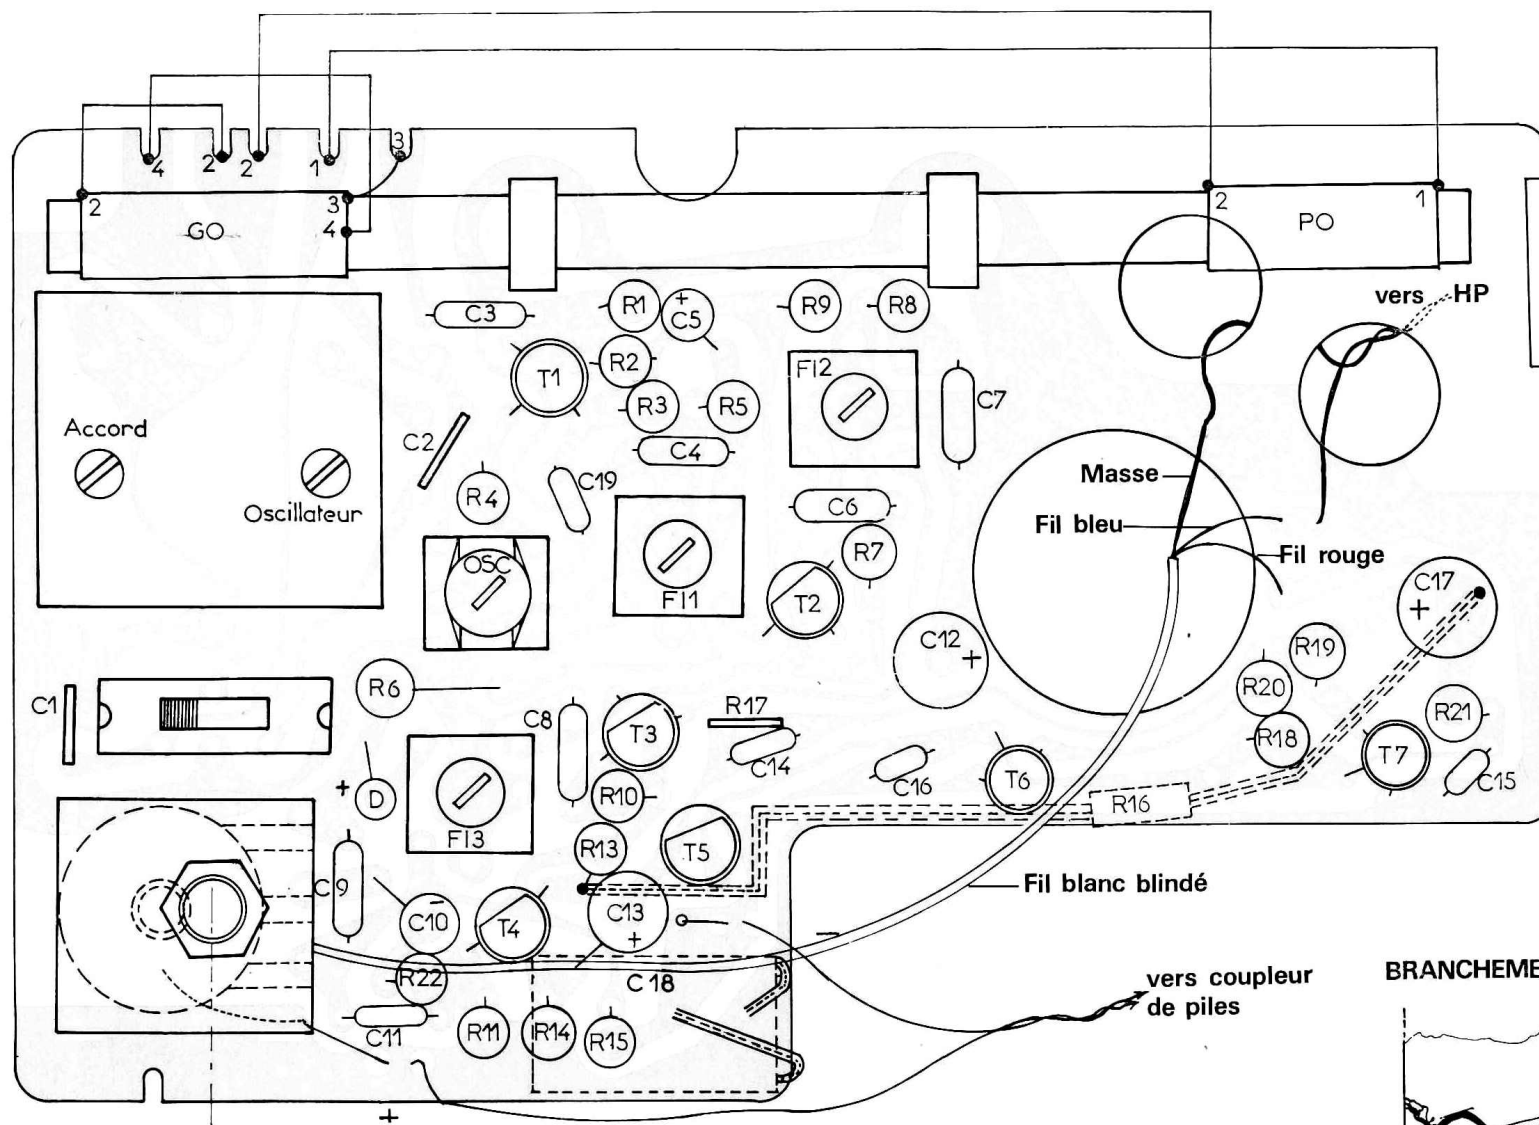 4
2
2
1
3
2
GO
3
4
2
PO
1
vers HP
C3
R1
+
C5
R9
R8
T1
R2
R3
R5
C4
FI2
C7
Accord
Oscillateur
C2
R4
C19
OSC
FI1
C6
R7
T2
Masse
Fil bleu
Fil rouge
C12
+
C17
+
R19
R20
R18
R21
T7
C15
C1
R6
C8
T3
R17
C14
C16
T6
R16
+
D
FI3
R10
R13
T5
C9
C10
–
T4
C13
+
Fil blanc blindé
–
R22
C18
C11
R11
R14
R15
vers coupleur
de piles
+
BRANCHEME